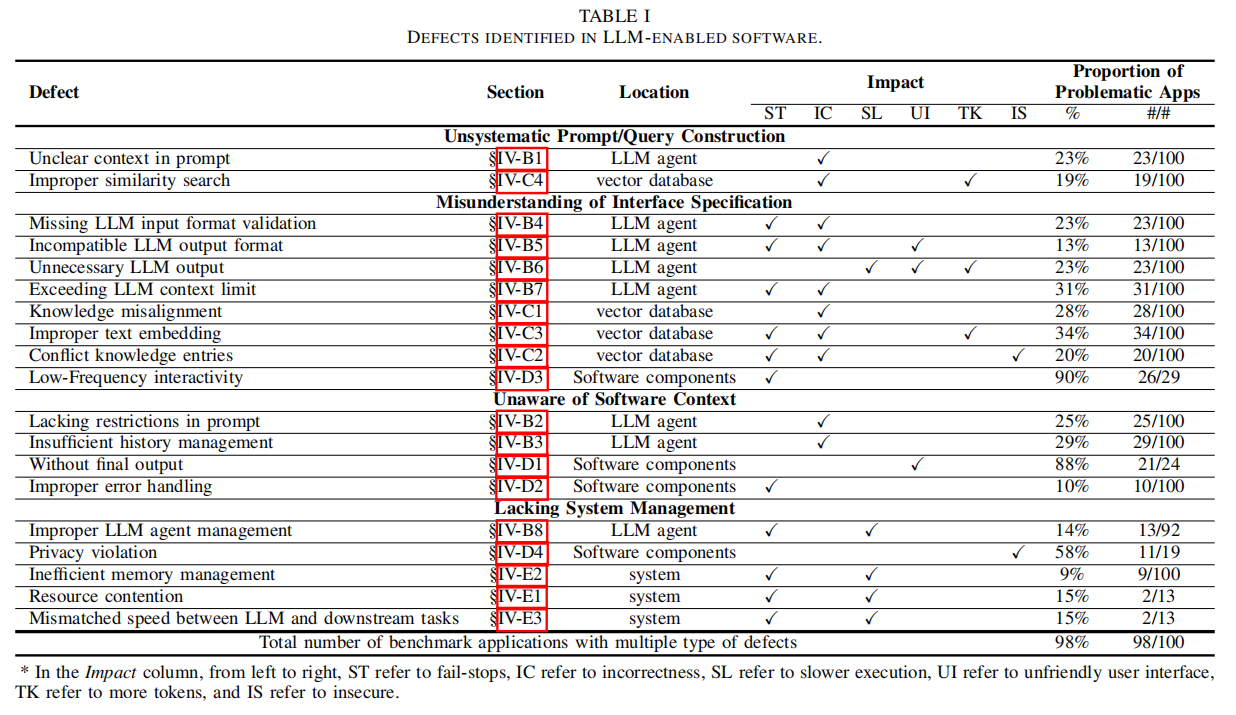 TABLE I
DEFECTS IDENTIFIED IN LLM-ENABLED SOFTWARE.
Defect Section Location Impact Proportion of Problematic Apps
ST IC SL UI TK IS % #/#
Unsystematic Prompt/Query Construction
Unclear context in prompt §IV-B1 LLM agent ✓ 23% 23/100
Improper similarity search §IV-C4 vector database ✓ ✓ 19% 19/100
Misunderstanding of Interface Specification
Missing LLM input format validation §IV-B4 LLM agent ✓ ✓ 23% 23/100
Incompatible LLM output format §IV-B5 LLM agent ✓ ✓ ✓ 13% 13/100
Unnecessary LLM output §IV-B6 LLM agent ✓ ✓ ✓ 23% 23/100
Exceeding LLM context limit §IV-B7 LLM agent ✓ ✓ 31% 31/100
Knowledge misalignment §IV-C1 vector database ✓ 28% 28/100
Improper text embedding §IV-C3 vector database ✓ ✓ ✓ 34% 34/100
Conflict knowledge entries §IV-C2 vector database ✓ ✓ ✓ 20% 20/100
Low-Frequency interactivity §IV-D3 Software components ✓ 90% 26/29
Unaware of Software Context
Lacking restrictions in prompt §IV-B2 LLM agent ✓ 25% 25/100
Insufficient history management §IV-B3 LLM agent ✓ 29% 29/100
Without final output §IV-D1 Software components ✓ 88% 21/24
Improper error handling §IV-D2 Software components ✓ 10% 10/100
Lacking System Management
Improper LLM agent management §IV-B8 LLM agent ✓ ✓ 14% 13/92
Privacy violation §IV-D4 Software components ✓ 58% 11/19
Inefficient memory management §IV-E2 system ✓ ✓ 9% 9/100
Resource contention §IV-E1 system ✓ ✓ 15% 2/13
Mismatched speed between LLM and downstream tasks §IV-E3 system ✓ ✓ 15% 2/13
Total number of benchmark applications with multiple type of defects 98% 98/100
* In the Impact column, from left to right, ST refer to fail-stops, IC refer to incorrectness, SL refer to slower execution, UI refer to unfriendly user interface,
TK refer to more tokens, and IS refer to insecure.